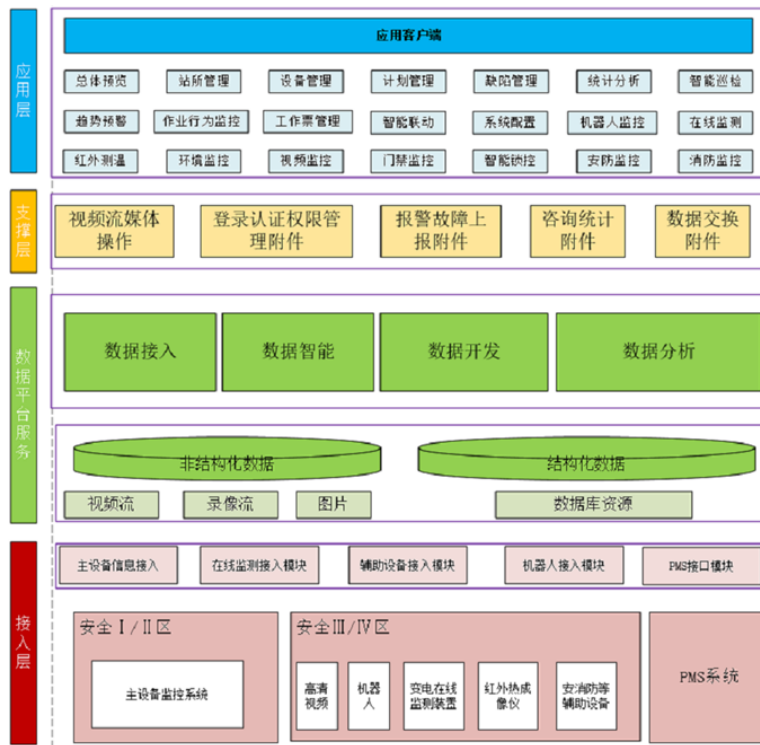 应用层
应用客户端
总体预览 站所管理 设备管理 计划管理 缺陷管理 统计分析 智能巡检
趋势预警 作业行为监控 工作票管理 智能联动 系统配置 机器人监控 在线监测
红外测温 环境监控 视频监控 门禁监控 智能锁控 安防监控 消防监控
支撑层
视频流媒体
操作
登录认证权限管
理附件
报警故障上
报附件
咨询统计
附件
数据交换
附件
数据平台服务
数据接入 数据智能 数据开发 数据分析
非结构化数据 结构化数据
视频流 录像流 图片 数据库资源
接入层
主设备信息接入 在线监测接入模块 辅助设备接入模块 机器人接入模块 PMS接口模块
安全Ⅰ/Ⅱ区
主设备监控系统
安全Ⅲ/Ⅳ区
高清
视频
机器
人
变电在线
监测装置
红外热成
像仪
安消防等
辅助设备
PMS系统